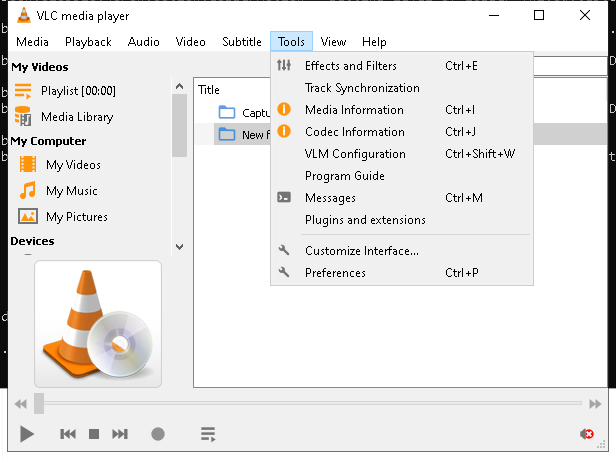 VLC media player
Media Playback Audio Video Subtitle Tools View Help
My Videos
Playlist [00:00]
Media Library
My Computer
My Videos
My Music
My Pictures
Devices
Title
Captu
New f
Effects and Filters Ctrl+E
Track Synchronization
Media Information Ctrl+I
Codec Information Ctrl+J
VLM Configuration Ctrl+Shift+W
Program Guide
Messages Ctrl+M
Plugins and extensions
Customize Interface...
Preferences Ctrl+P